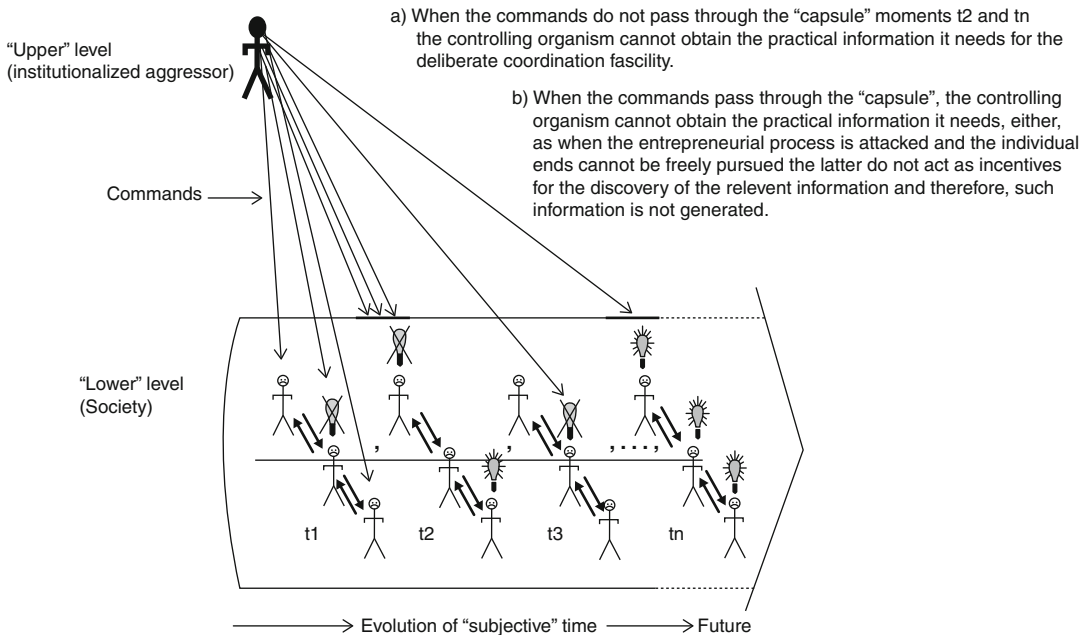 a) When the commands do not pass through the “capsule” moments t2 and tn
the controlling organism cannot obtain the practical information it needs for the
deliberate coordination fascility.
“Upper” level
(institutionalized aggressor)
b) When the commands pass through the “capsule”, the controlling
organism cannot obtain the practical information it needs, either,
as when the entrepreneurial process is attacked and the individual
ends cannot be freely pursued the latter do not act as incentives
for the discovery of the relevent information and therefore, such
information is not generated.
Commands
“Lower” level
(Society)
, , , . . . ,
t1 t2 t3 tn
Evolution of “subjective” time Future